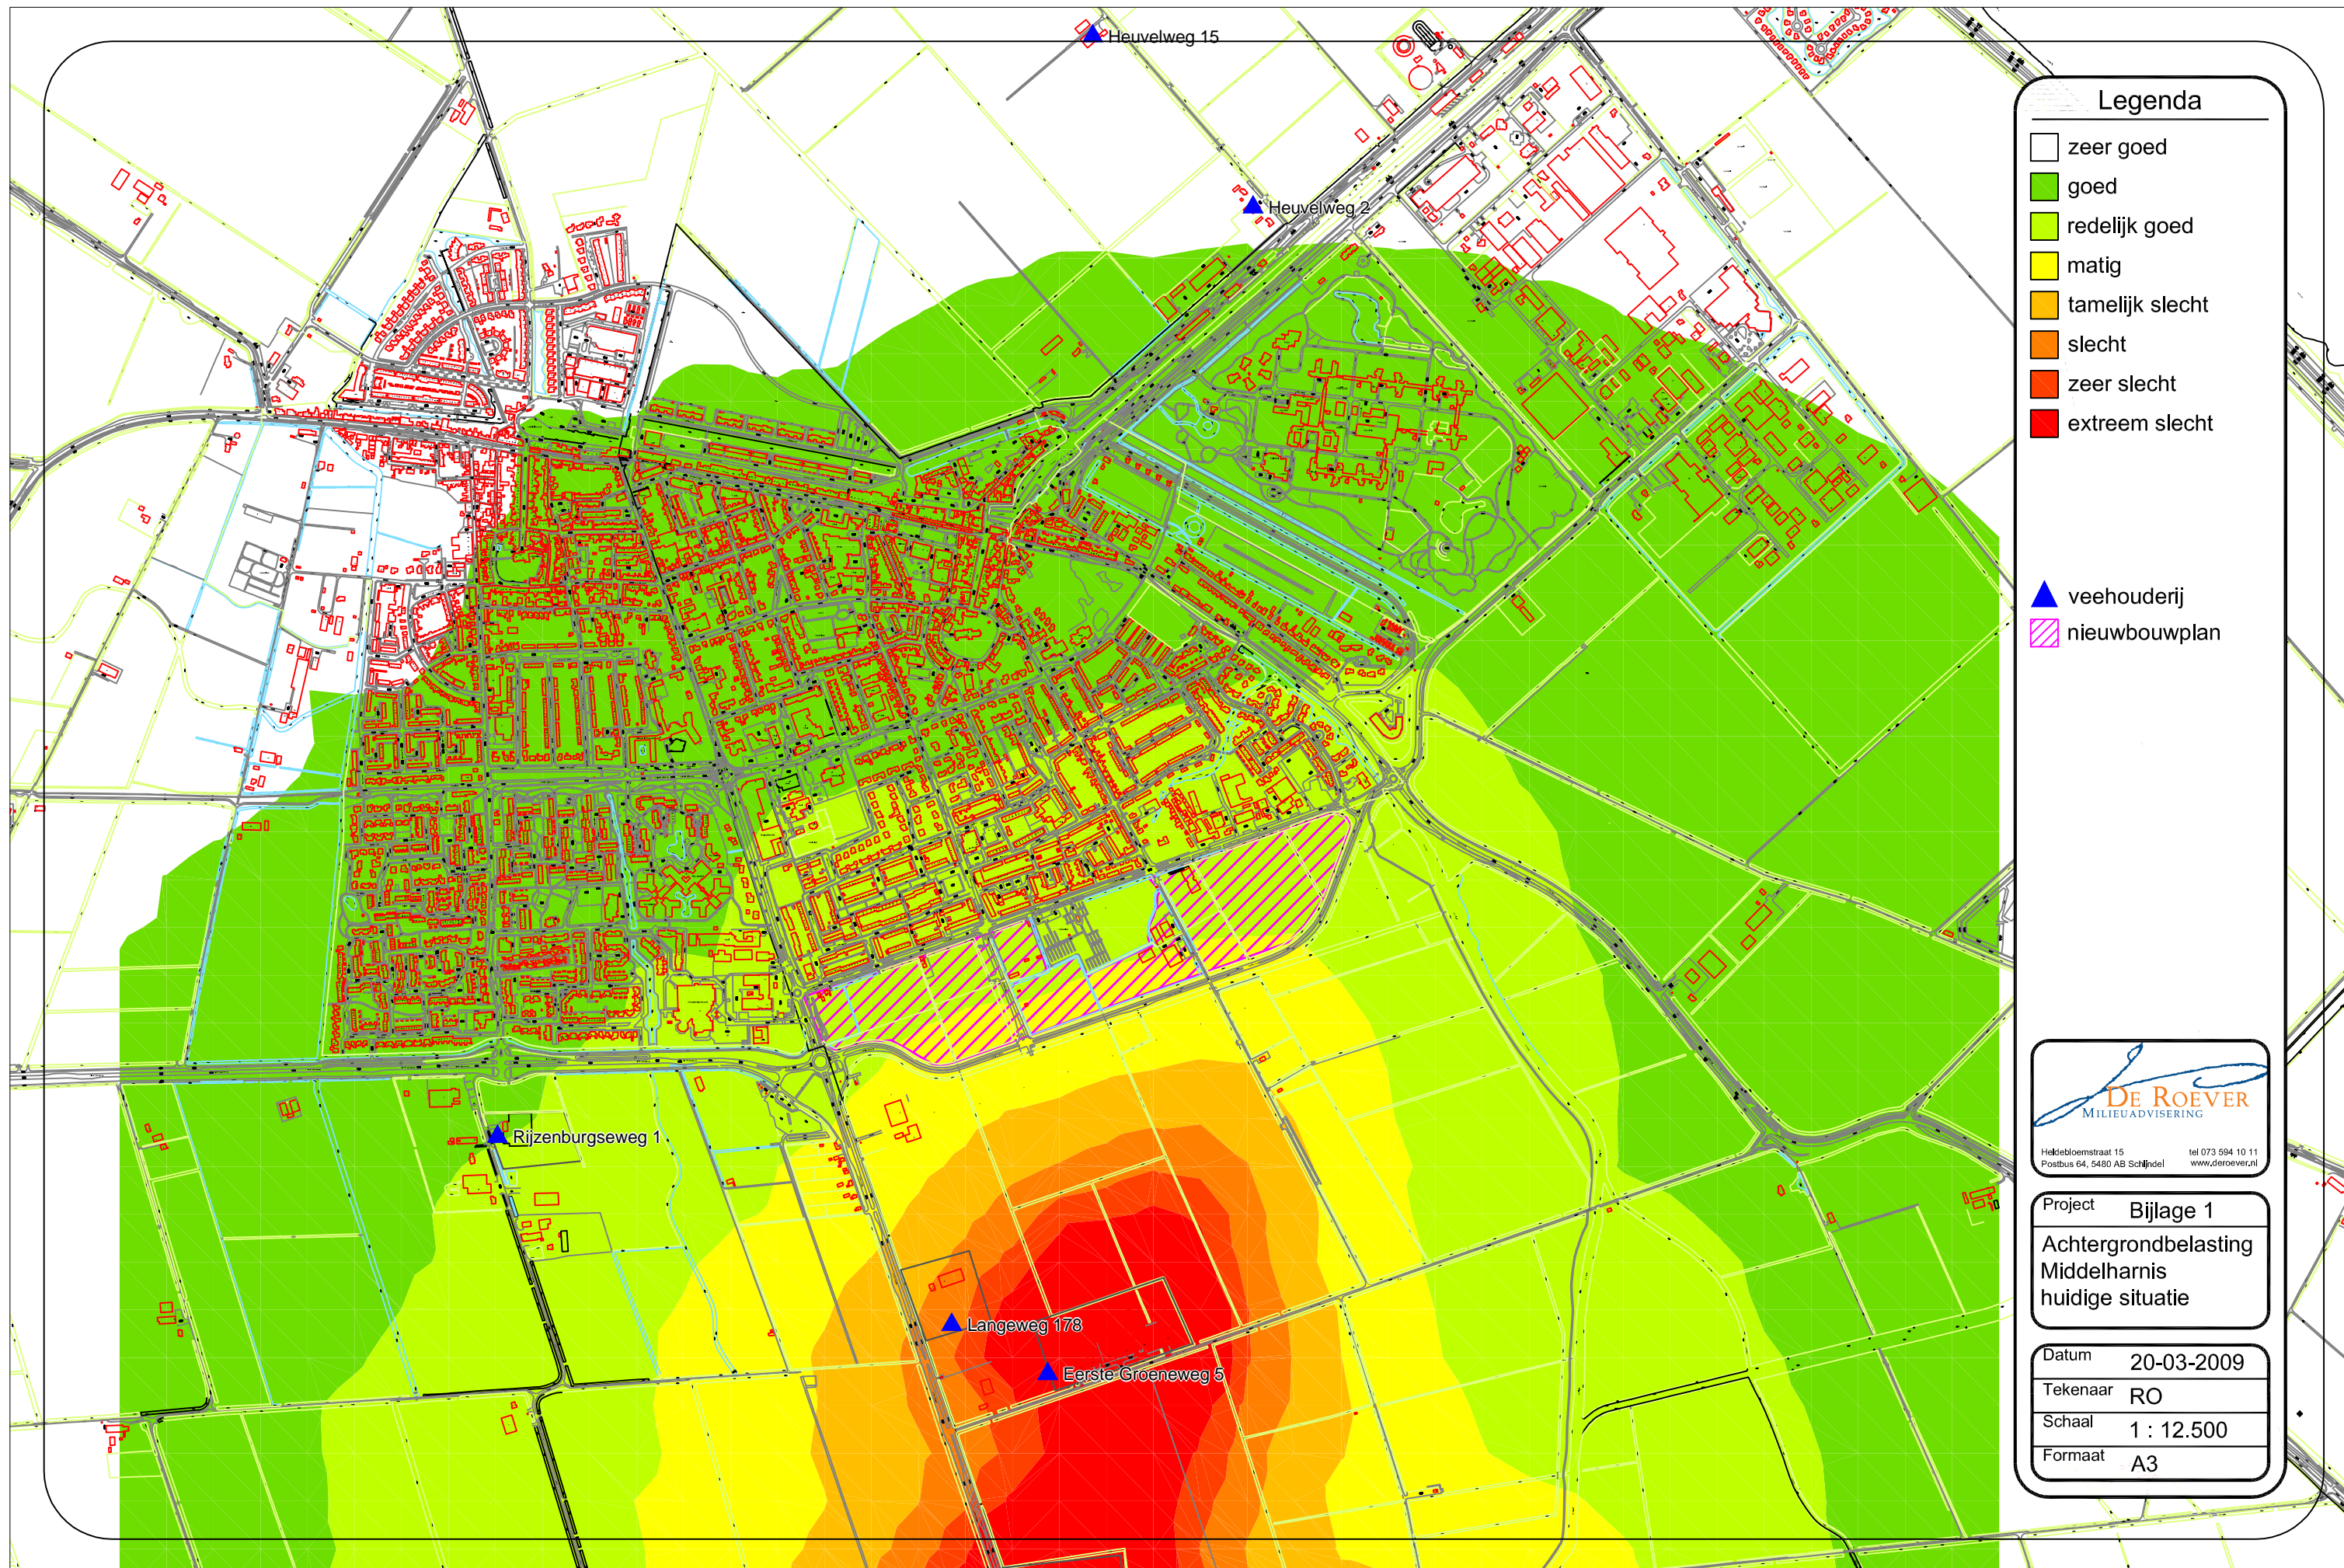 Heuvelweg 15
Heuvelweg 2
Rijzenburgseweg 1
Langeweg 178
Eerste Groeneweg 5
Legenda
zeer goed
goed
redelijk goed
matig
tamelijk slecht
slecht
zeer slecht
extreem slecht
veehouderij
nieuwbouwplan
DE ROEVER
MILIEUADVISERING
Heldebloemstraat 15 tel 073 594 10 11
Postbus 64, 5480 AB Schijndel www.deroever.nl
Project Bijlage 1
Achtergrondbelasting
Middelharnis
huidige situatie
Datum 20-03-2009
Tekenaar RO
Schaal 1 : 12.500
Formaat A3